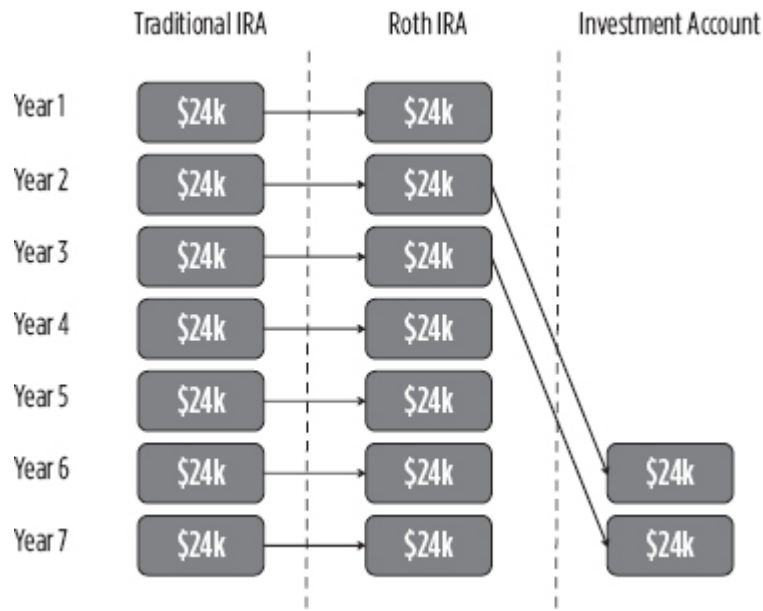 Traditional IRA Roth IRA Investment Account
Year 1 $24k $24k
Year 2 $24k $24k
Year 3 $24k $24k
Year 4 $24k $24k
Year 5 $24k $24k
Year 6 $24k $24k $24k
Year 7 $24k $24k $24k